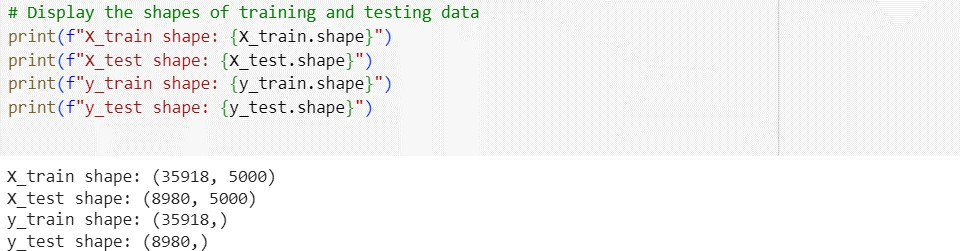 # Display the shapes of training and testing data
print(f"X_train shape: {X_train.shape}")
print(f"X_test shape: {X_test.shape}")
print(f"y_train shape: {y_train.shape}")
print(f"y_test shape: {y_test.shape}")
X_train shape: (35918, 5000)
X_test shape: (8980, 5000)
y_train shape: (35918,)
y_test shape: (8980,)